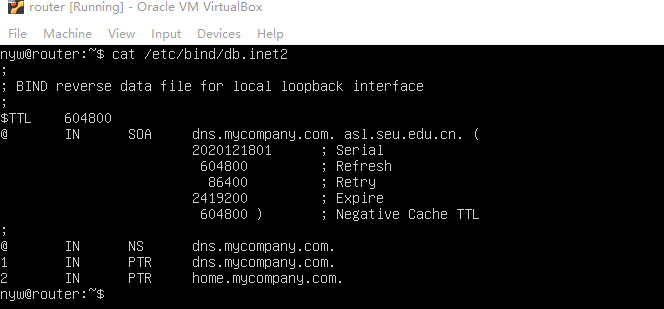 router [Running] - Oracle VM VirtualBox
File Machine View Input Devices Help
nyw@router:~$ cat /etc/bind/db.inet2
;
; BIND reverse data file for local loopback interface
;
$TTL 604800
@ IN SOA dns.mycompany.com. asl.seu.edu.cn. (
2020121801 ; Serial
604800 ; Refresh
86400 ; Retry
2419200 ; Expire
604800 ) ; Negative Cache TTL
;
@ IN NS dns.mycompany.com.
1 IN PTR dns.mycompany.com.
2 IN PTR home.mycompany.com.
nyw@router:~$